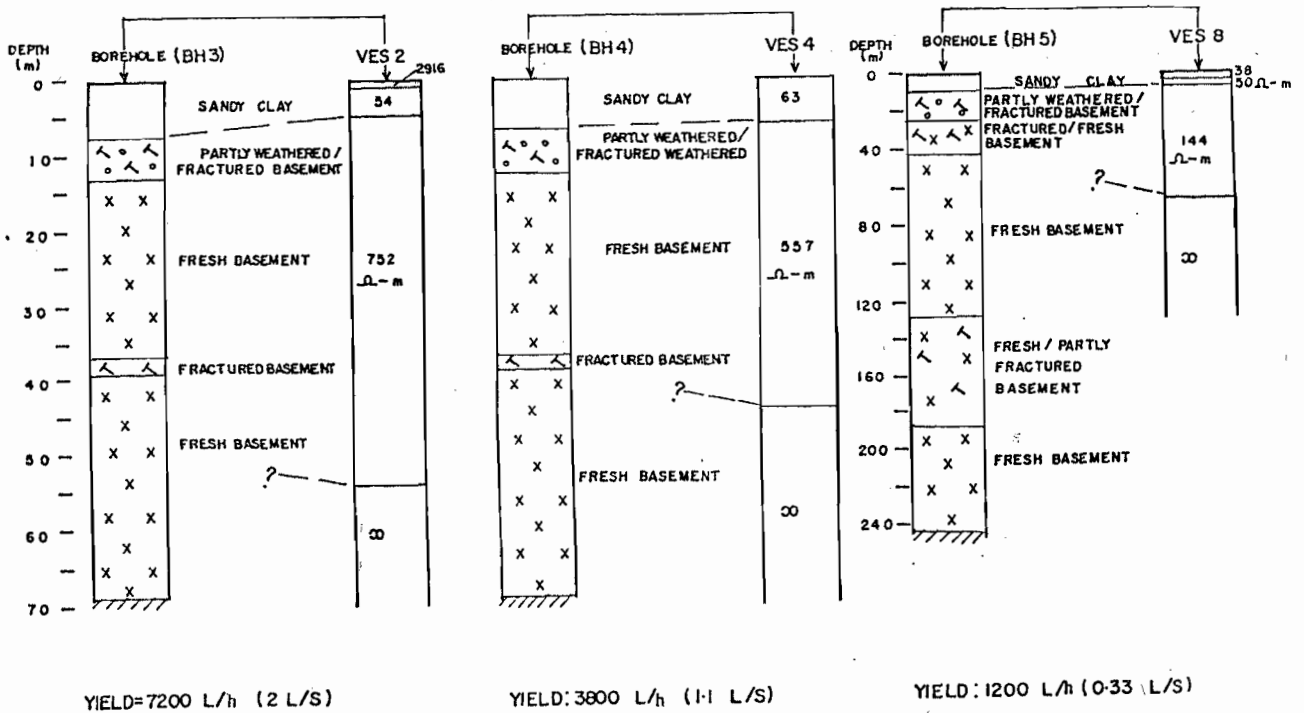 DEPTH
(m)
BOREHOLE (BH3)
VES 2
2916
0
10
20
30
40
50
60
70
54
SANDY CLAY
PARTLY WEATHERED/
FRACTURED BASEMENT
FRESH BASEMENT
752
Ω-m
FRACTURED BASEMENT
FRESH BASEMENT
?
∞
YIELD=7200 L/h (2 L/S)
BOREHOLE (BH4)
VES 4
SANDY CLAY
63
PARTLY WEATHERED/
FRACTURED WEATHERED
FRESH BASEMENT
557
Ω-m
FRACTURED BASEMENT
?
FRESH BASEMENT
∞
YIELD: 3800 L/h (1·1 L/S)
DEPTH
(m)
BOREHOLE (BH5)
VES 8
0
40
80
120
160
200
240
38
50 Ω-m
SANDY CLAY
PARTLY WEATHERED/
FRACTURED BASEMENT
FRACTURED/FRESH
BASEMENT
144
Ω-m
?
FRESH BASEMENT
∞
FRESH / PARTLY
FRACTURED
BASEMENT
FRESH BASEMENT
YIELD: 1200 L/h (0·33 L/S)